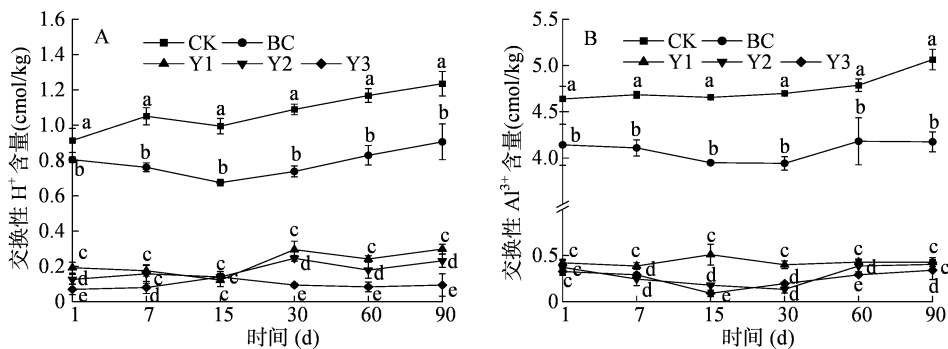 A
CK BC
Y1 Y2 Y3
交换性 H⁺ 含量(cmol/kg)
1.6
1.4
1.2
1.0
0.8
0.6
0.4
0.2
0
a a a a a a
b b b b b b
c c c c c c
d d c d d d
e e c e e e
1 7 15 30 60 90
时间 (d)
B
CK BC
Y1 Y2 Y3
交换性 Al³⁺ 含量(cmol/kg)
5.5
5.0
4.5
4.0
0.5
0
a a a a a a
b b b b b b
c c c c c c
c d d d d c
c d d d e d
1 7 15 30 60 90
时间 (d)